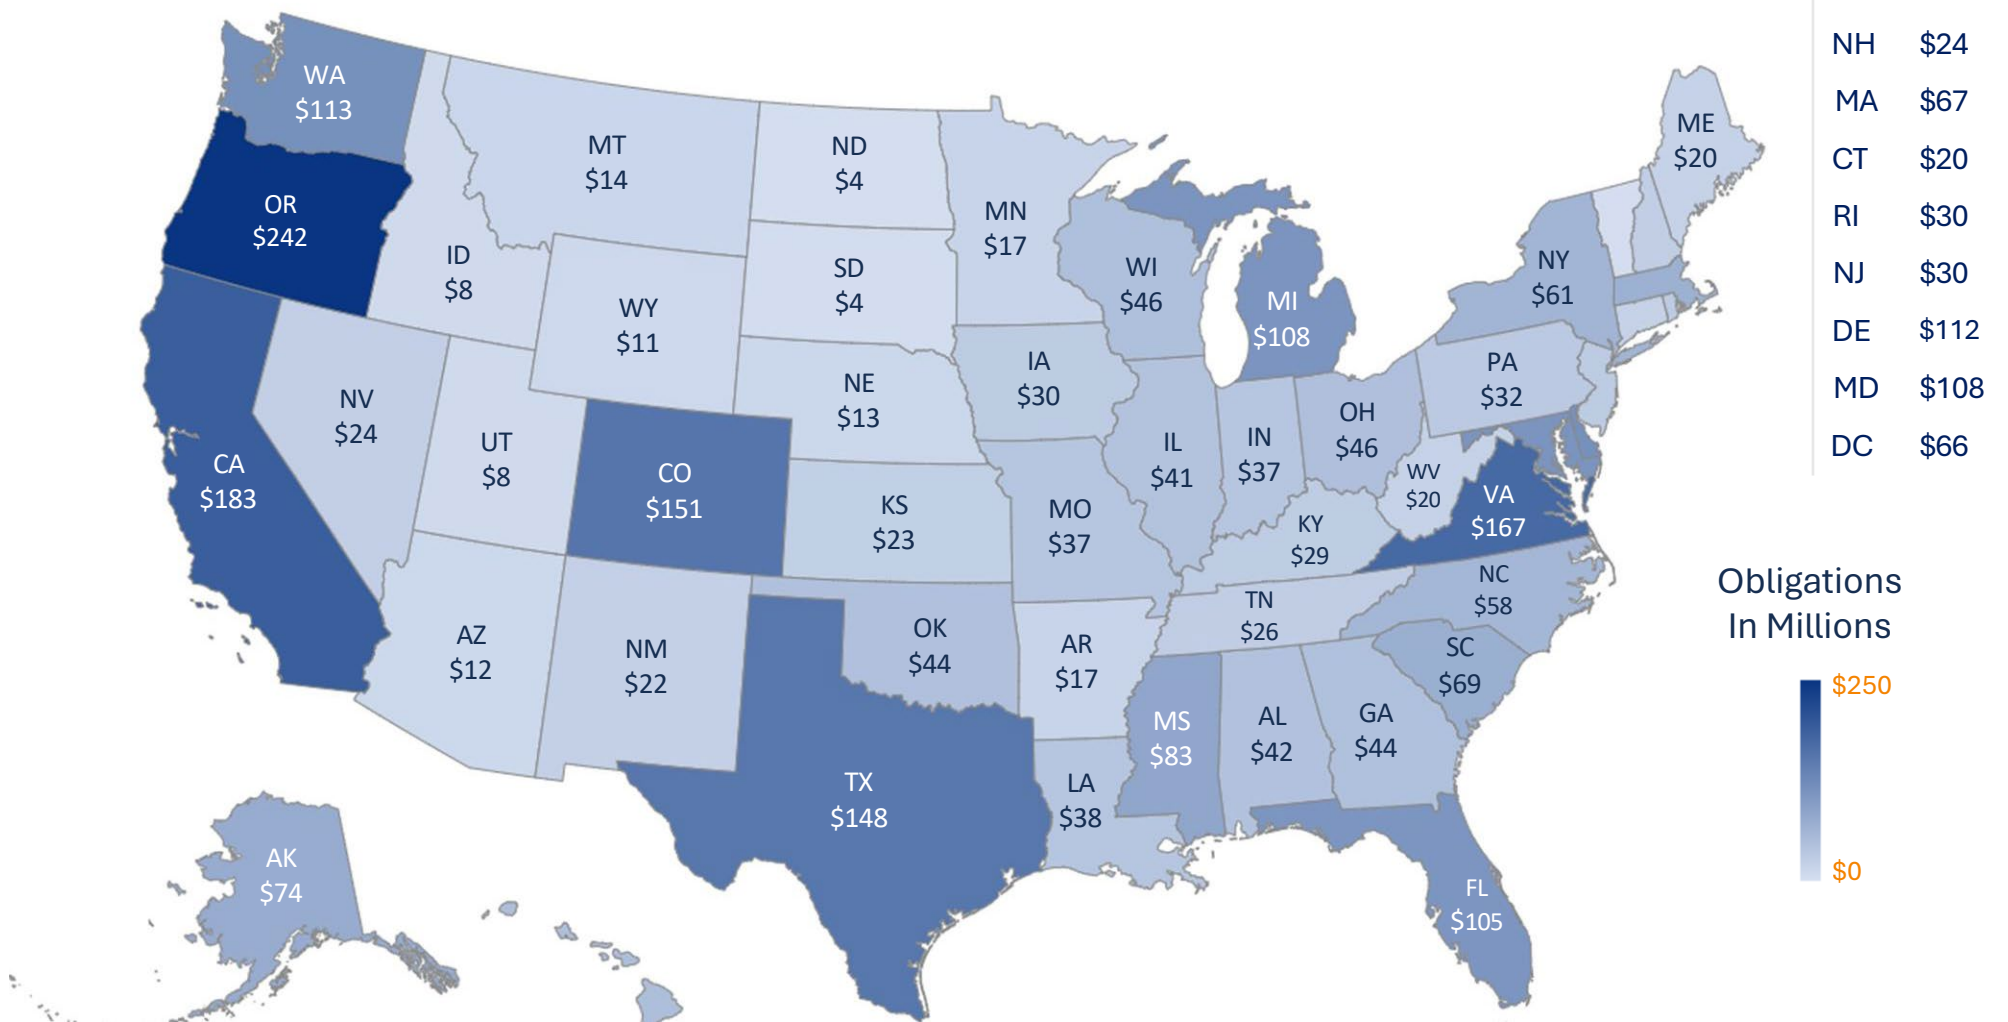 WA
$113
OR
$242
CA
$183
ID
$8
NV
$24
MT
$14
WY
$11
UT
$8
CO
$151
AZ
$12
NM
$22
ND
$4
SD
$4
NE
$13
KS
$23
OK
$44
TX
$148
MN
$17
IA
$30
MO
$37
AR
$17
LA
$38
WI
$46
IL
$41
MI
$108
IN
$37
OH
$46
KY
$29
TN
$26
MS
$83
AL
$42
GA
$44
FL
$105
SC
$69
NC
$58
VA
$167
WV
$20
PA
$32
NY
$61
ME
$20
AK
$74
NH $24
MA $67
CT $20
RI $30
NJ $30
DE $112
MD $108
DC $66
Obligations
In Millions
$250
$0